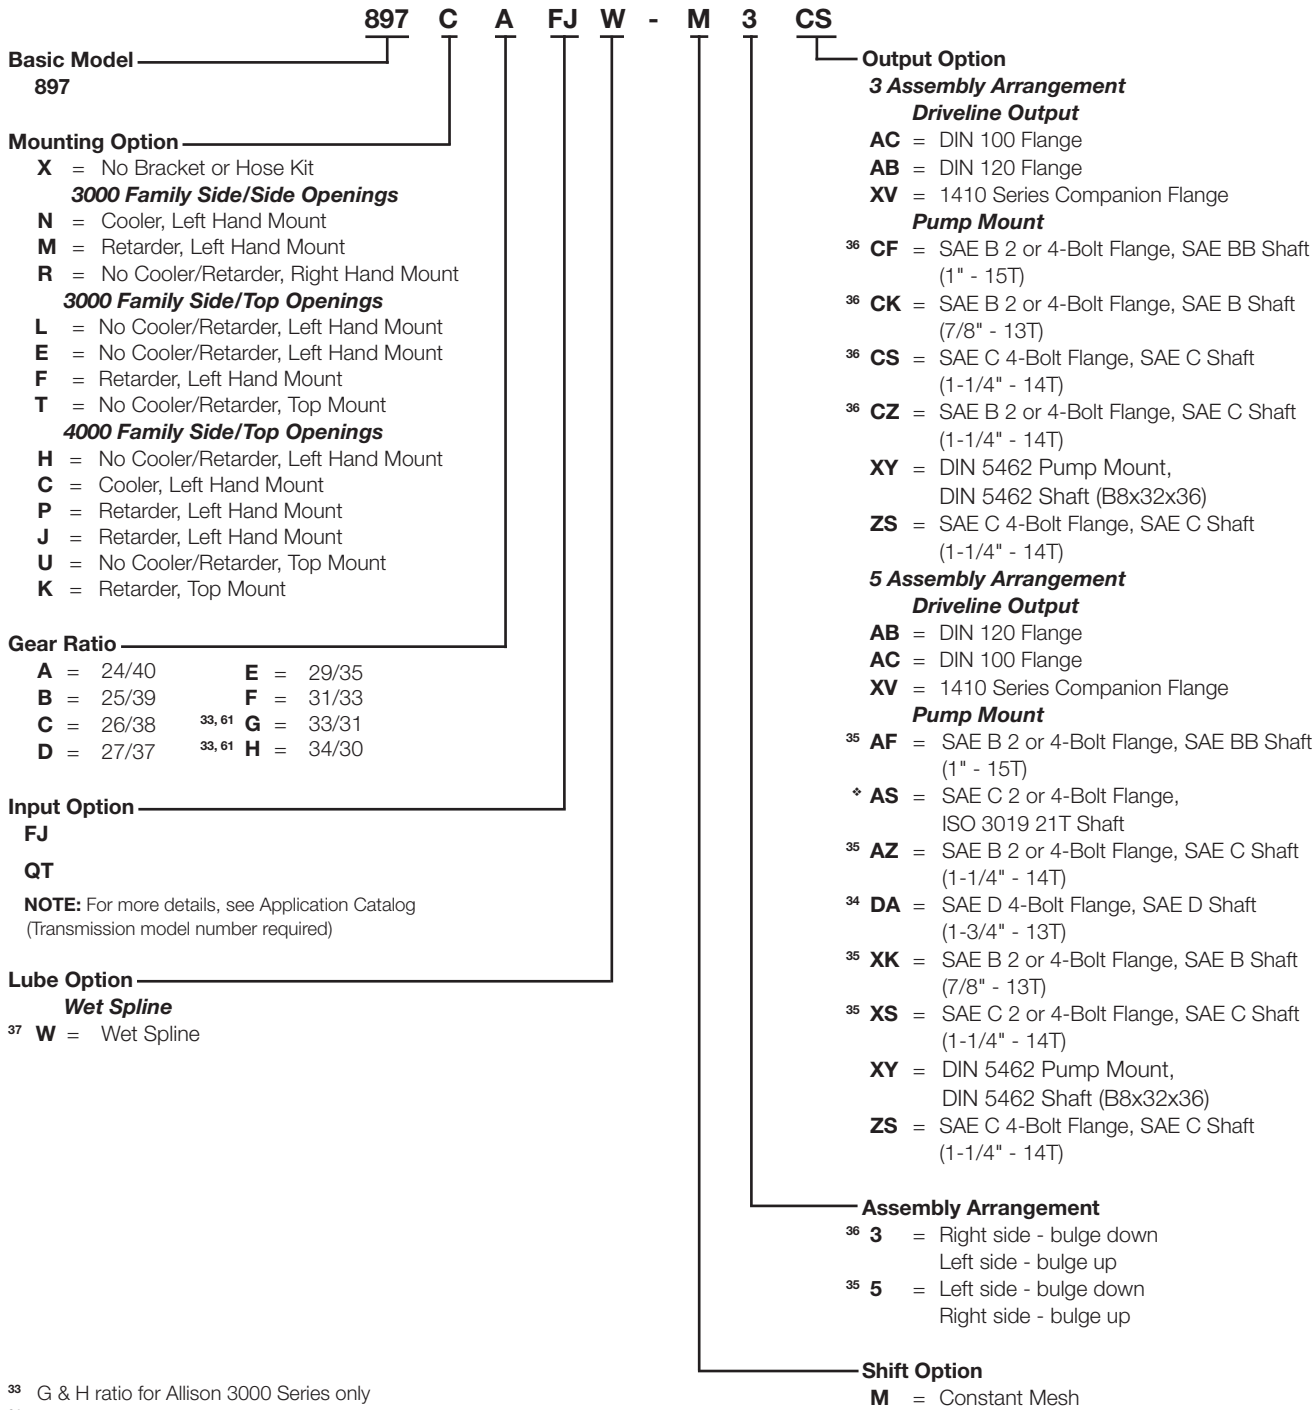 897 C A FJ W - M 3 CS
Basic Model
897
Mounting Option
X = No Bracket or Hose Kit
3000 Family Side/Side Openings
N = Cooler, Left Hand Mount
M = Retarder, Left Hand Mount
R = No Cooler/Retarder, Right Hand Mount
3000 Family Side/Top Openings
L = No Cooler/Retarder, Left Hand Mount
E = No Cooler/Retarder, Left Hand Mount
F = Retarder, Left Hand Mount
T = No Cooler/Retarder, Top Mount
4000 Family Side/Top Openings
H = No Cooler/Retarder, Left Hand Mount
C = Cooler, Left Hand Mount
P = Retarder, Left Hand Mount
J = Retarder, Left Hand Mount
U = No Cooler/Retarder, Top Mount
K = Retarder, Top Mount
Gear Ratio
A = 24/40 E = 29/35
B = 25/39 F = 31/33
C = 26/38 33, 61 G = 33/31
D = 27/37 33, 61 H = 34/30
Input Option
FJ
QT
NOTE: For more details, see Application Catalog
(Transmission model number required)
Lube Option
Wet Spline
37 W = Wet Spline
33 G & H ratio for Allison 3000 Series only
Output Option
3 Assembly Arrangement
Driveline Output
AC = DIN 100 Flange
AB = DIN 120 Flange
XV = 1410 Series Companion Flange
Pump Mount
36 CF = SAE B 2 or 4-Bolt Flange, SAE BB Shaft
(1" - 15T)
36 CK = SAE B 2 or 4-Bolt Flange, SAE B Shaft
(7/8" - 13T)
36 CS = SAE C 4-Bolt Flange, SAE C Shaft
(1-1/4" - 14T)
36 CZ = SAE B 2 or 4-Bolt Flange, SAE C Shaft
(1-1/4" - 14T)
XY = DIN 5462 Pump Mount,
DIN 5462 Shaft (B8x32x36)
ZS = SAE C 4-Bolt Flange, SAE C Shaft
(1-1/4" - 14T)
5 Assembly Arrangement
Driveline Output
AB = DIN 120 Flange
AC = DIN 100 Flange
XV = 1410 Series Companion Flange
Pump Mount
35 AF = SAE B 2 or 4-Bolt Flange, SAE BB Shaft
(1" - 15T)
❖ AS = SAE C 2 or 4-Bolt Flange,
ISO 3019 21T Shaft
35 AZ = SAE B 2 or 4-Bolt Flange, SAE C Shaft
(1-1/4" - 14T)
34 DA = SAE D 4-Bolt Flange, SAE D Shaft
(1-3/4" - 13T)
35 XK = SAE B 2 or 4-Bolt Flange, SAE B Shaft
(7/8" - 13T)
35 XS = SAE C 2 or 4-Bolt Flange, SAE C Shaft
(1-1/4" - 14T)
XY = DIN 5462 Pump Mount,
DIN 5462 Shaft (B8x32x36)
ZS = SAE C 4-Bolt Flange, SAE C Shaft
(1-1/4" - 14T)
Assembly Arrangement
36 3 = Right side - bulge down
Left side - bulge up
35 5 = Left side - bulge down
Right side - bulge up
Shift Option
M = Constant Mesh